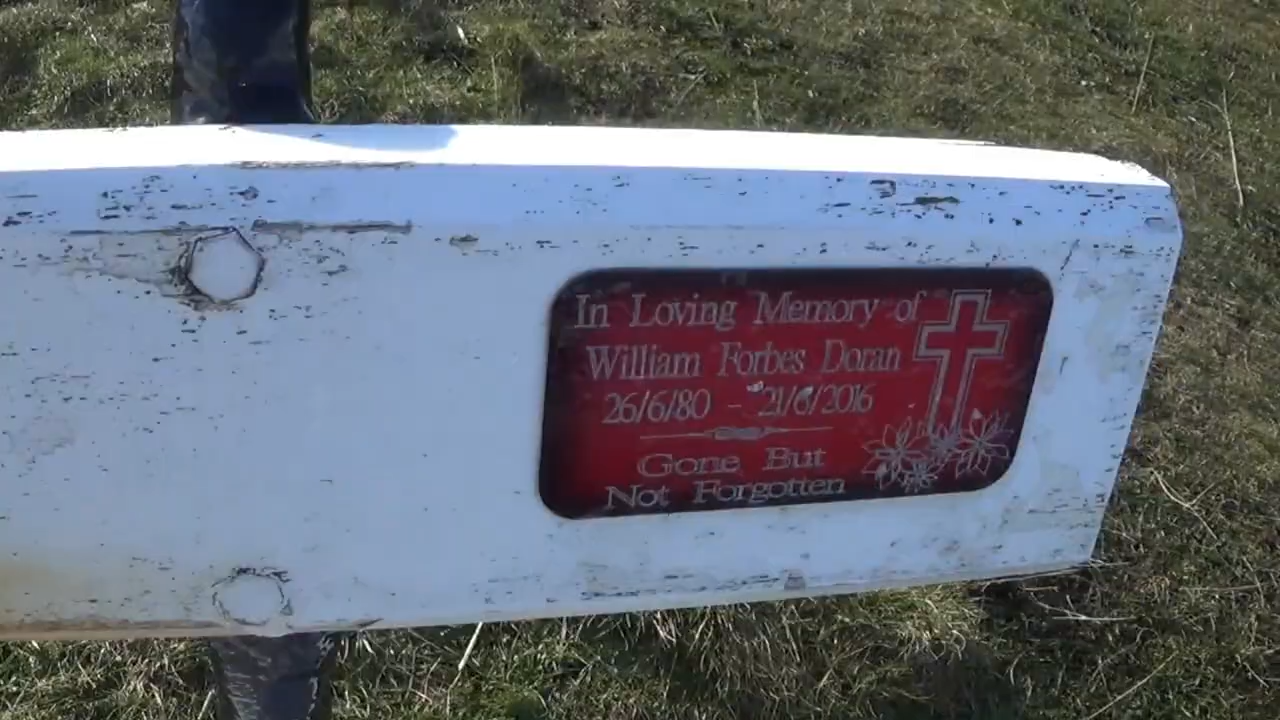 In Loving Memory of
William Forbes Doran
26/6/80 - 21/6/2016
Gone But
Not Forgotten